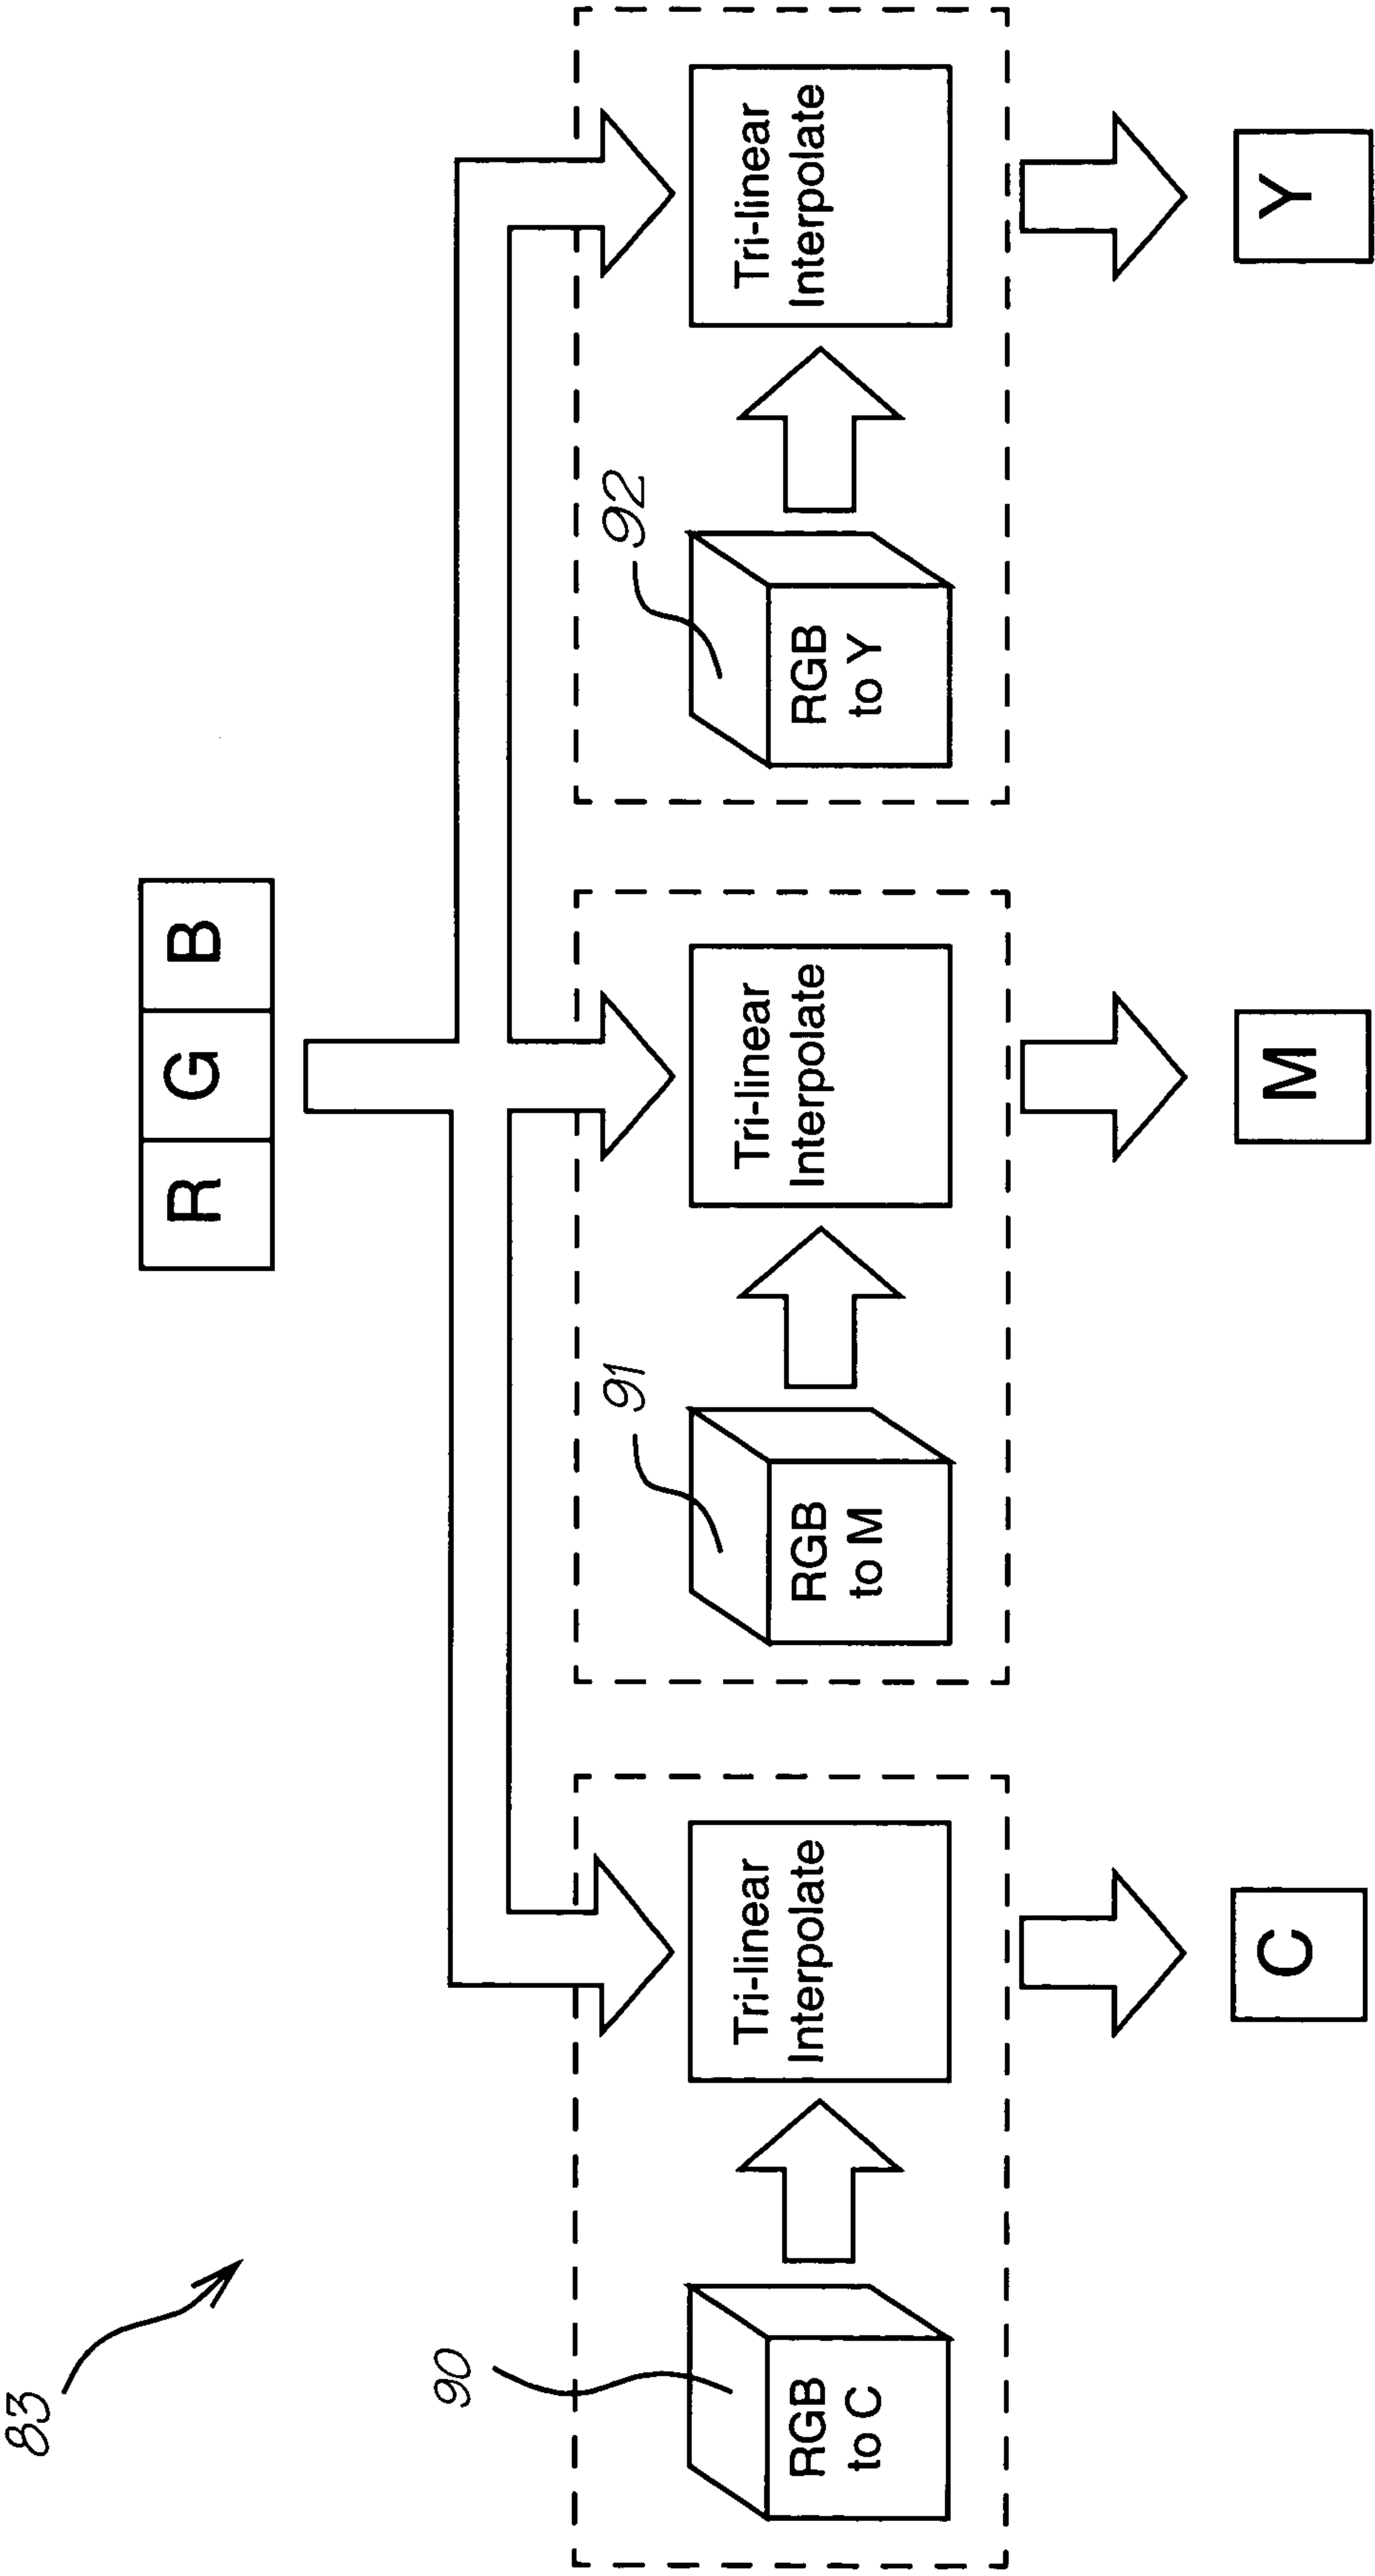 83
R G B
90
RGB
to C
Tri-linear
Interpolate
91
RGB
to M
Tri-linear
Interpolate
92
RGB
to Y
Tri-linear
Interpolate
C
M
Y